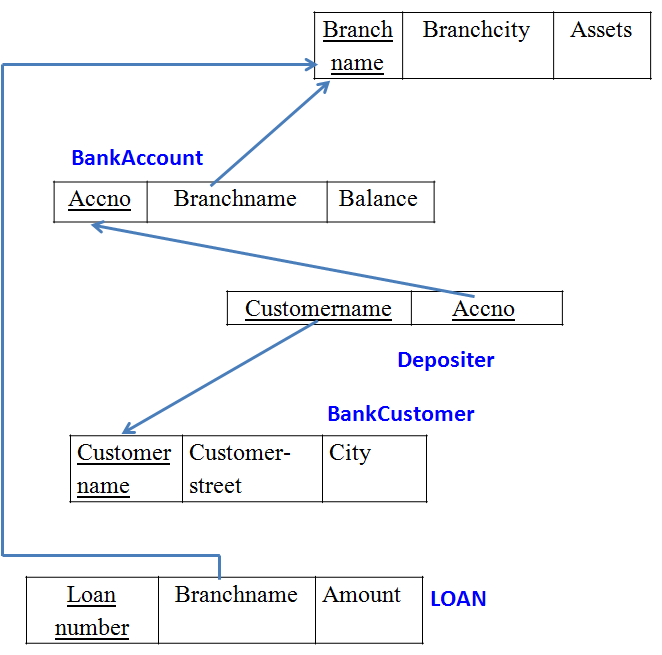 Branch name Branchcity Assets
BankAccount
Accno Branchname Balance
Customername Accno
Depositer
BankCustomer
Customer name Customer-street City
Loan number Branchname Amount
LOAN